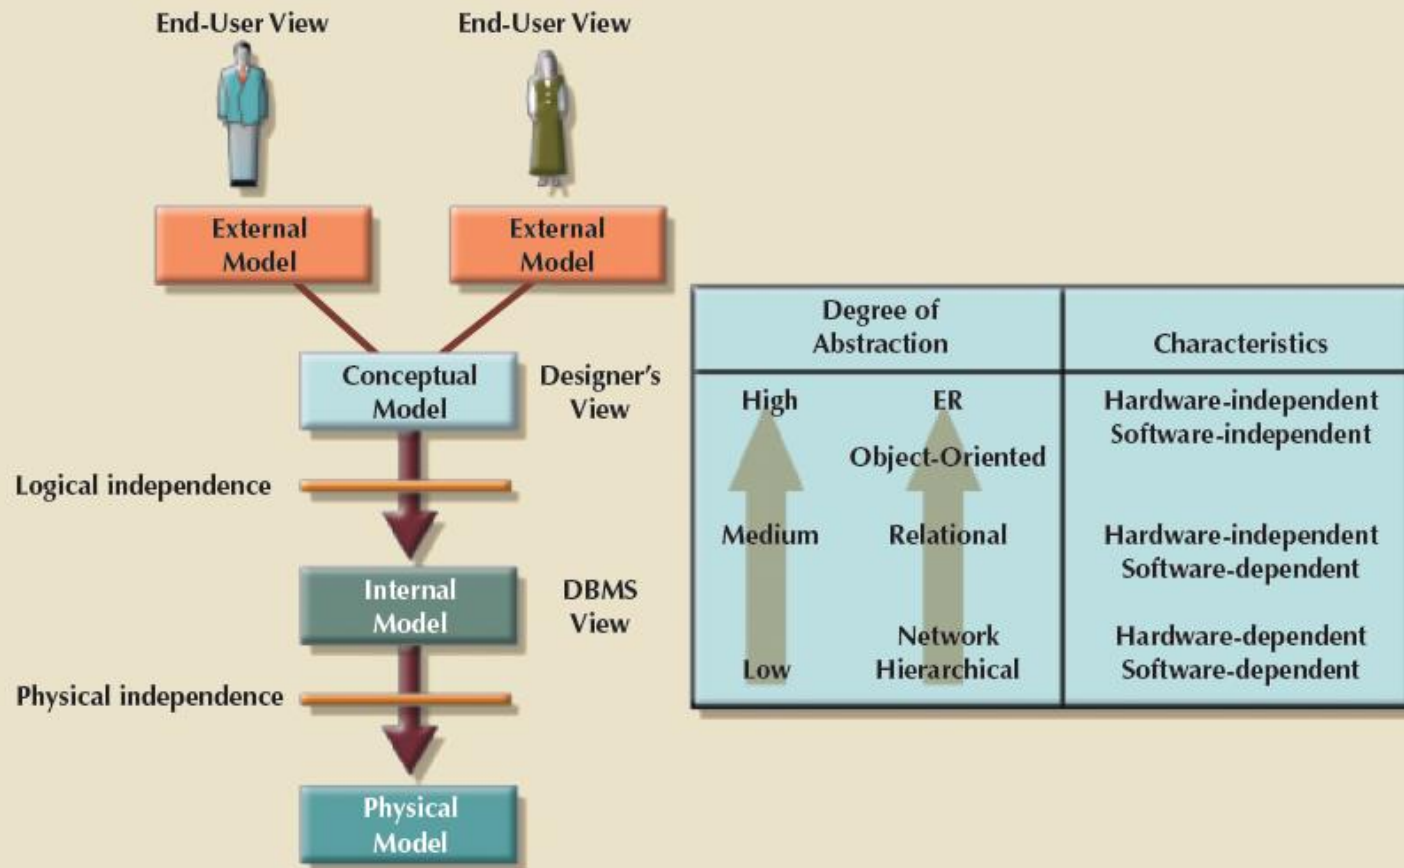 End-User View
End-User View
External
Model
External
Model
Conceptual
Model
Designer's
View
Logical independence
Internal
Model
DBMS
View
Physical independence
Physical
Model
Degree of
Abstraction
Characteristics
High
ER
Hardware-independent
Software-independent
Object-Oriented
Medium
Relational
Hardware-independent
Software-dependent
Low
Network
Hierarchical
Hardware-dependent
Software-dependent